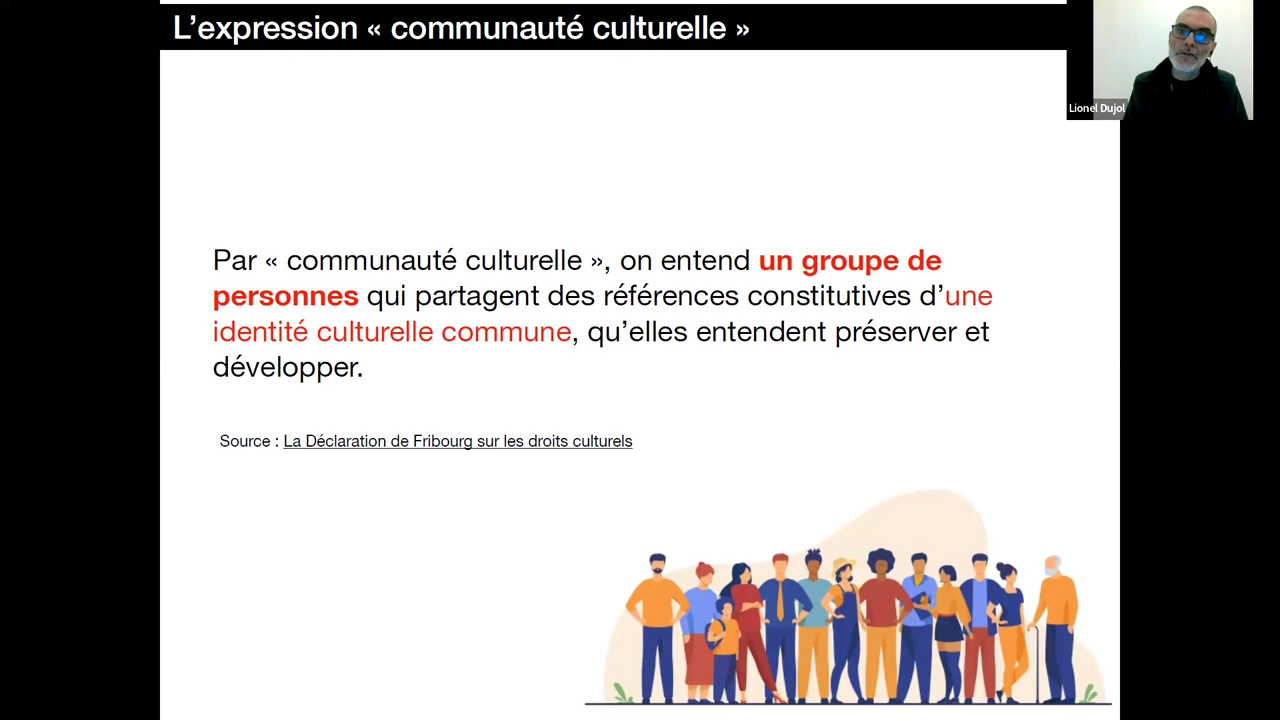 L’expression « communauté culturelle »
Lionel Dujol
Par « communauté culturelle », on entend un groupe de
personnes qui partagent des références constitutives d’une
identité culturelle commune, qu’elles entendent préserver et
développer.
Source : La Déclaration de Fribourg sur les droits culturels